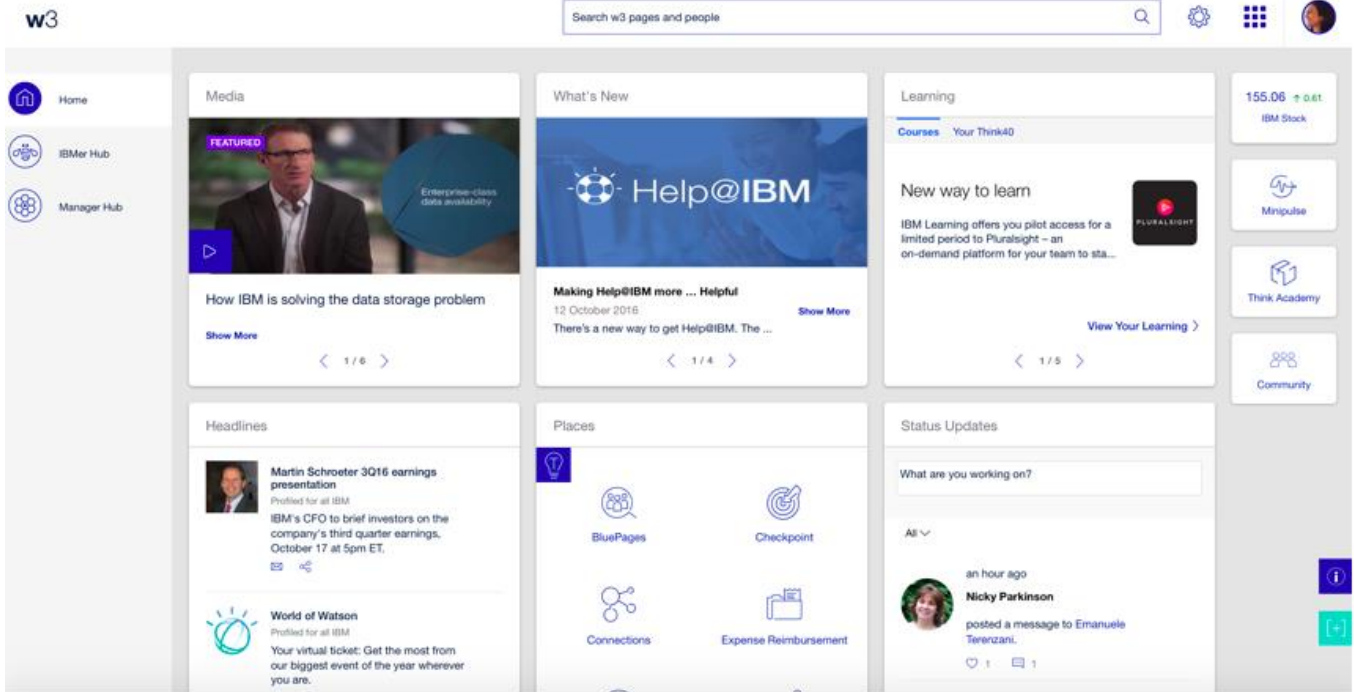 w3
Search w3 pages and people
Home
IBMer Hub
Manager Hub
Media
FEATURED
Enterprise-class
data availability
How IBM is solving the data storage problem
Show More
1 / 6
What's New
Help@IBM
Making Help@IBM more ... Helpful
12 October 2016
Show More
There's a new way to get Help@IBM. The ...
1 / 4
Learning
Courses Your Think40
New way to learn
IBM Learning offers you pilot access for a
limited period to Pluralsight – an
on-demand platform for your team to sta...
PLURALSIGHT
View Your Learning
1 / 5
155.06 0.61
IBM Stock
Minipulse
Think Academy
Community
Headlines
Martin Schroeter 3Q16 earnings
presentation
Profiled for all IBM
IBM's CFO to brief investors on the
company's third quarter earnings,
October 17 at 5pm ET.
World of Watson
Profiled for all IBM
Your virtual ticket: Get the most from
our biggest event of the year wherever
you are.
Places
BluePages
Checkpoint
Connections
Expense Reimbursement
Status Updates
What are you working on?
All
an hour ago
Nicky Parkinson
posted a message to Emanuele
Terenzani.
1 1